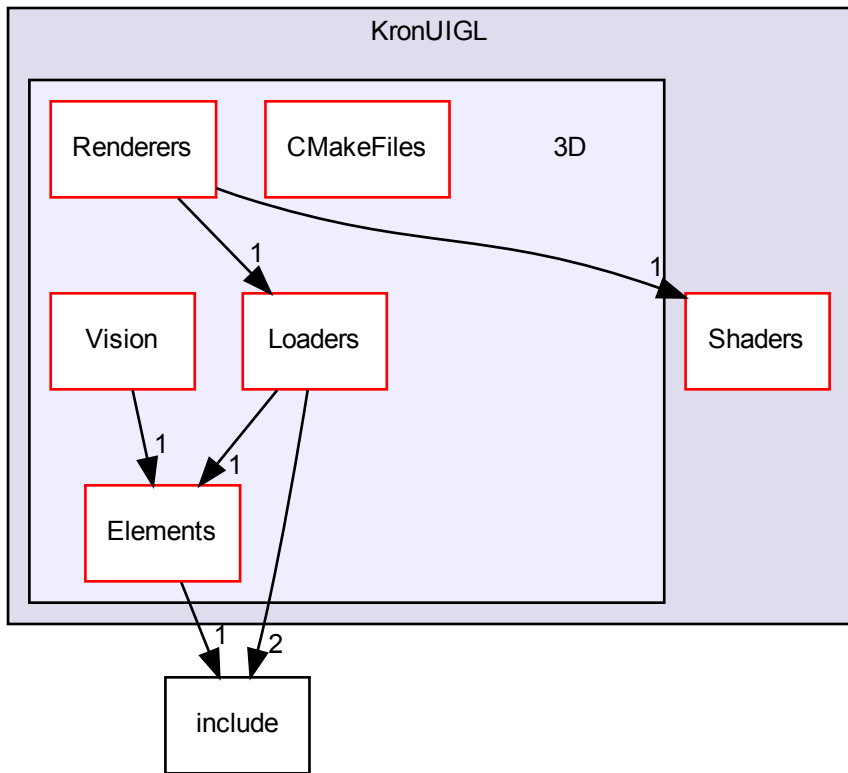 KronUIGL
Renderers
CMakeFiles
3D
1
1
Vision
Loaders
Shaders
1
1
Elements
1
2
include